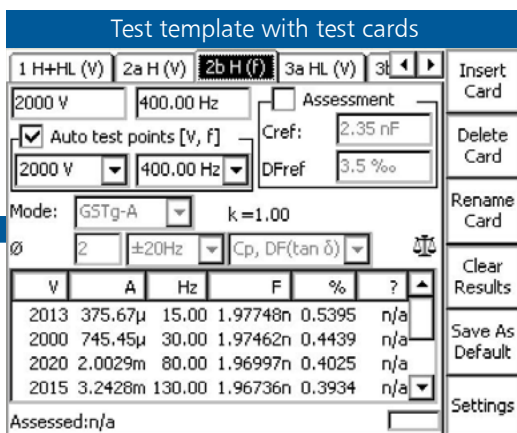 Test template with test cards
1 H+HL (V) 2a H (V) 2b H (f) 3a HL (V)
2000 V 400.00 Hz
Assessment
Cref: 2.35 nF
DFref 3.5 ‰
Auto test points [V, f]
2000 V 400.00 Hz
Mode: GSTg-A k=1.00
Ø 2 ±20Hz Cp, DF(tan δ)
V A Hz F % ?
2013 375.67µ 15.00 1.97748n 0.5395 n/a
2000 745.45µ 30.00 1.97462n 0.4439 n/a
2020 2.0029m 80.00 1.96997n 0.4025 n/a
2015 3.2428m 130.00 1.96736n 0.3934 n/a
Assessed:n/a
Insert
Card
Delete
Card
Rename
Card
Clear
Results
Save As
Default
Settings